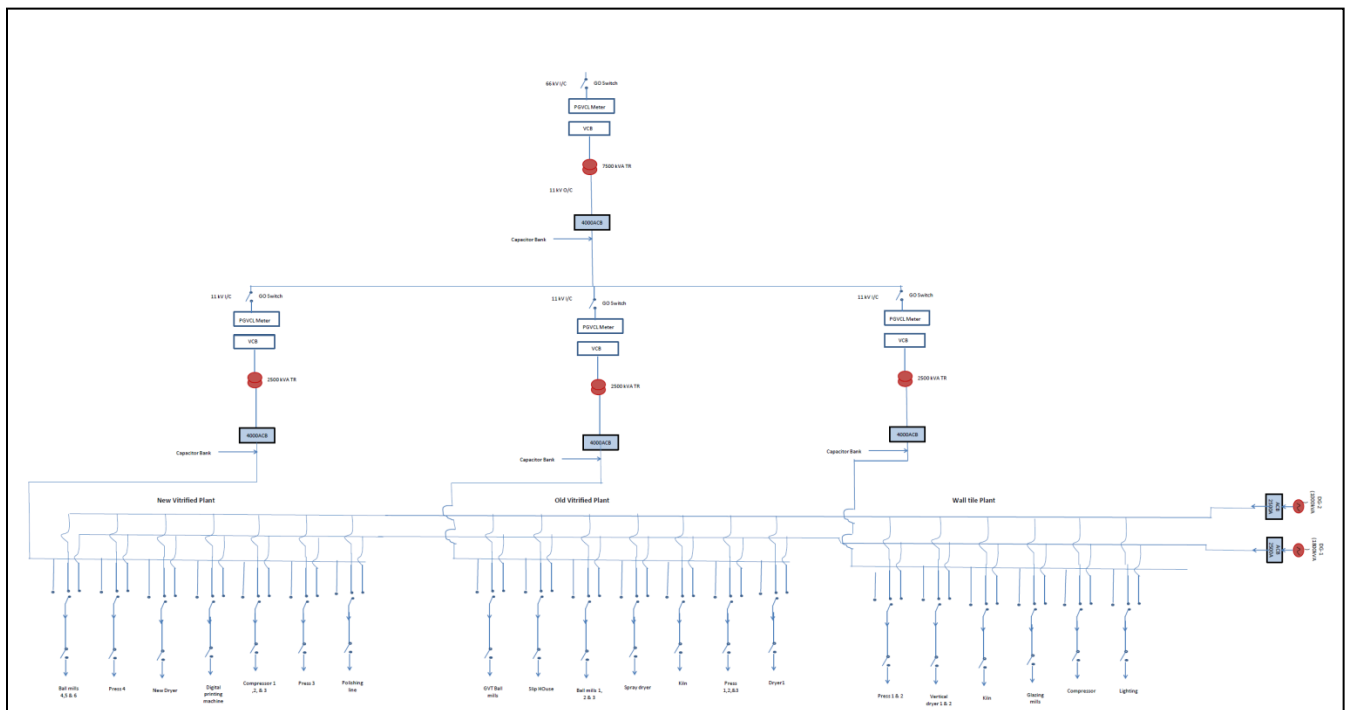 66 kV I/C
GO Switch
PGVCL Meter
VCB
7500 kVA TR
11 kV O/C
4000ACB
Capacitor Bank
11 kV I/C
GO Switch
PGVCL Meter
VCB
2500 kVA TR
4000ACB
Capacitor Bank
11 kV I/C
GO Switch
PGVCL Meter
VCB
2500 kVA TR
4000ACB
Capacitor Bank
11 kV I/C
GO Switch
PGVCL Meter
VCB
2500 kVA TR
4000ACB
Capacitor Bank
New Vitrified Plant
Old Vitrified Plant
Wall tile Plant
ACB
2500A
DG-2
ACB
2500A
DG-1
Ball mills
4,5 & 6
Press 4
New Dryer
Digital
printing
machine
Compressor 1
,2, & 3
Press 3
Polishing
line
GVT Ball
mills
Slip HOuse
Ball mills 1,
2 & 3
Spray dryer
Kiln
Press
1,2,&3
Dryer1
Press 1 & 2
Vertical
dryer 1 & 2
Kiln
Glazing
mills
Compressor
Lighting